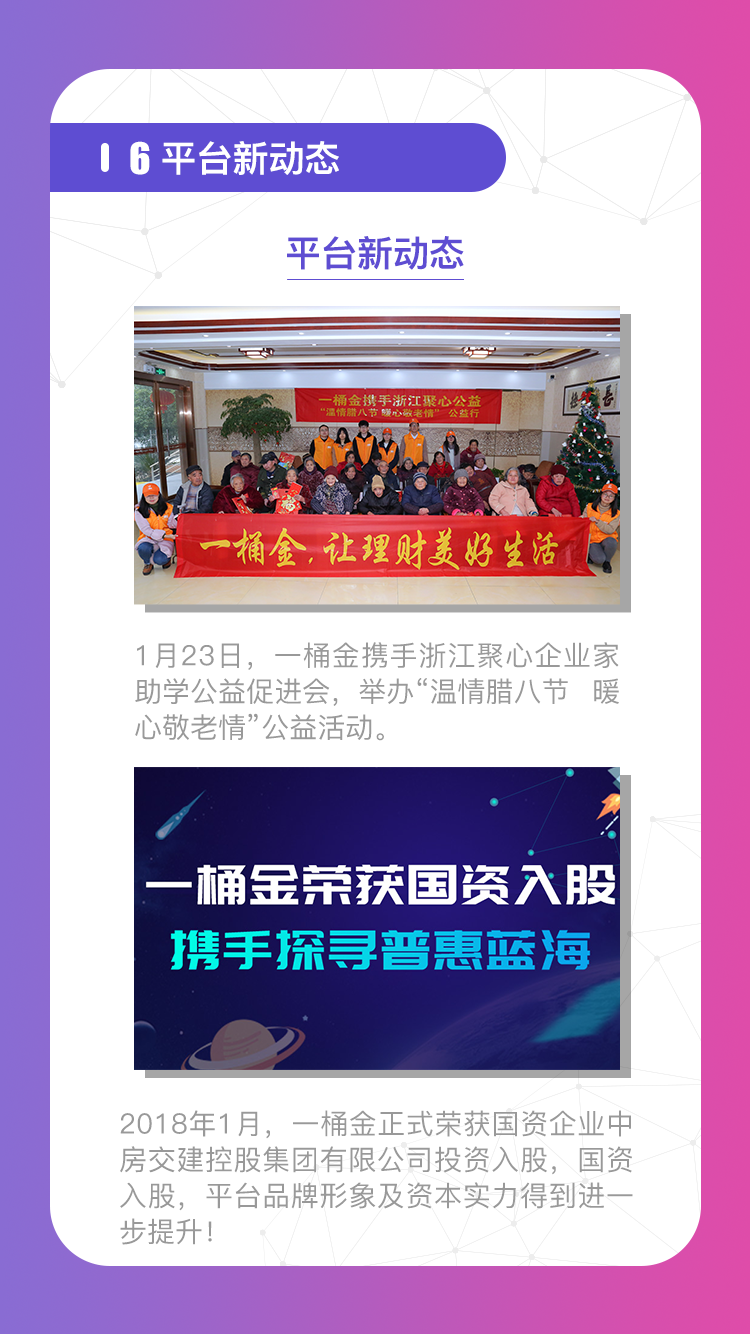 16 平台新动态
平台新动态
一桶金携手浙江聚心公益
“温情腊八节 暖心敬老情” 公益行
一桶金，让理财美好生活
1月23日，一桶金携手浙江聚心企业家
助学公益促进会，举办“温情腊八节 暖
心敬老情”公益活动。
一桶金荣获国资入股
携手探寻普惠蓝海
2018年1月，一桶金正式荣获国资企业中
房交建控股集团有限公司投资入股，国资
入股，平台品牌形象及资本实力得到进一
步提升！